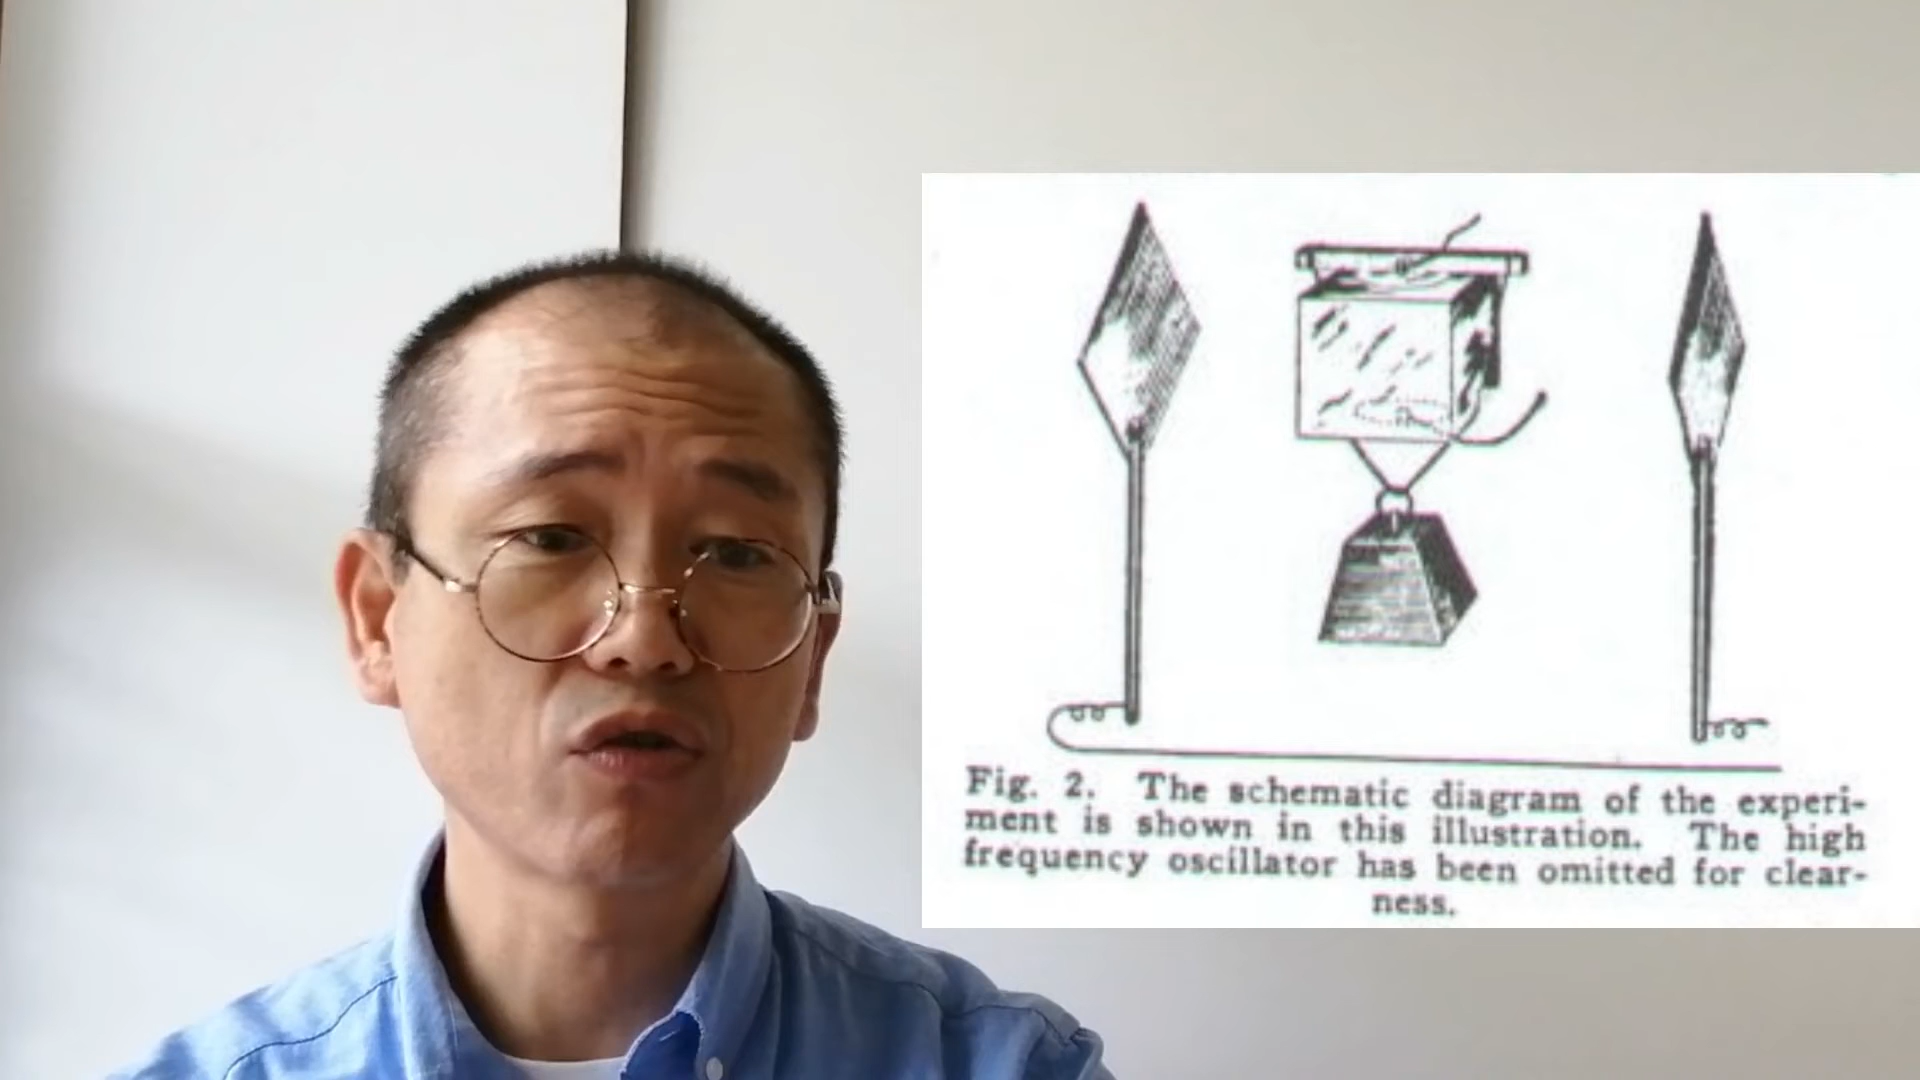 Fig. 2. The schematic diagram of the experi-
ment is shown in this illustration. The high
frequency oscillator has been omitted for clear-
ness.